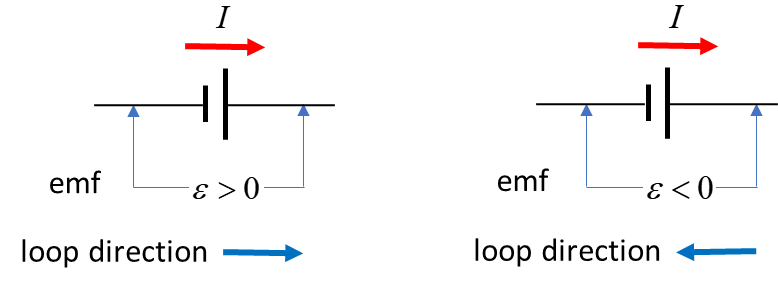 I
I
emf
ε > 0
emf
ε < 0
loop direction
loop direction